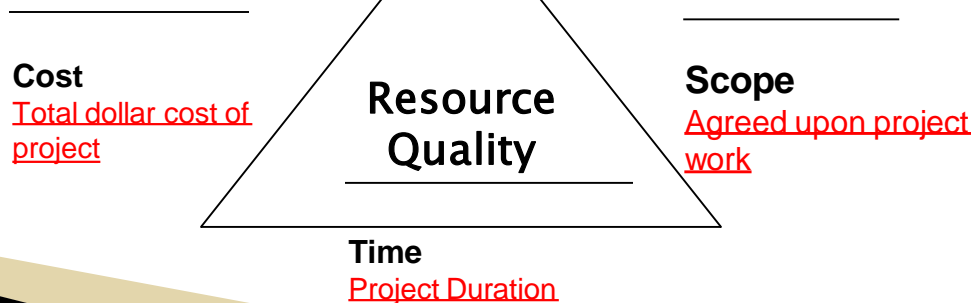 Cost
Total dollar cost of
project
Resource
Quality
Scope
Agreed upon project
work
Time
Project Duration